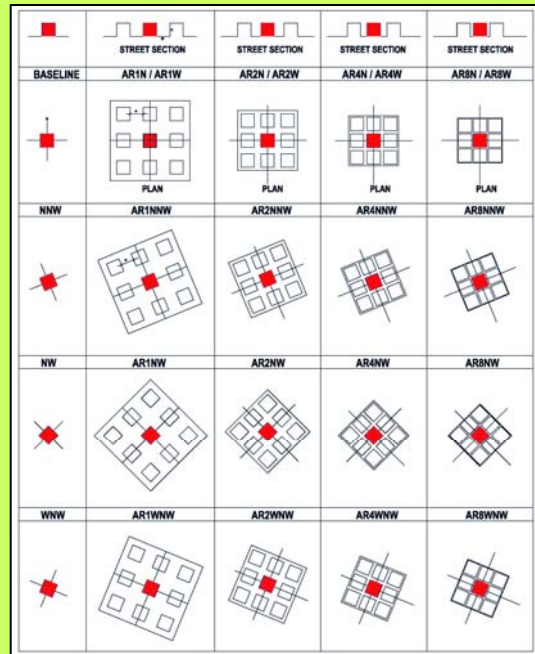 STREET SECTION STREET SECTION STREET SECTION STREET SECTION
BASELINE AR1N / AR1W AR2N / AR2W AR4N / AR4W AR8N / AR8W
PLAN PLAN PLAN PLAN
NNW AR1NNW AR2NNW AR4NNW AR8NNW
NW AR1NW AR2NW AR4NW AR8NW
WNW AR1WNW AR2WNW AR4WNW AR8WNW